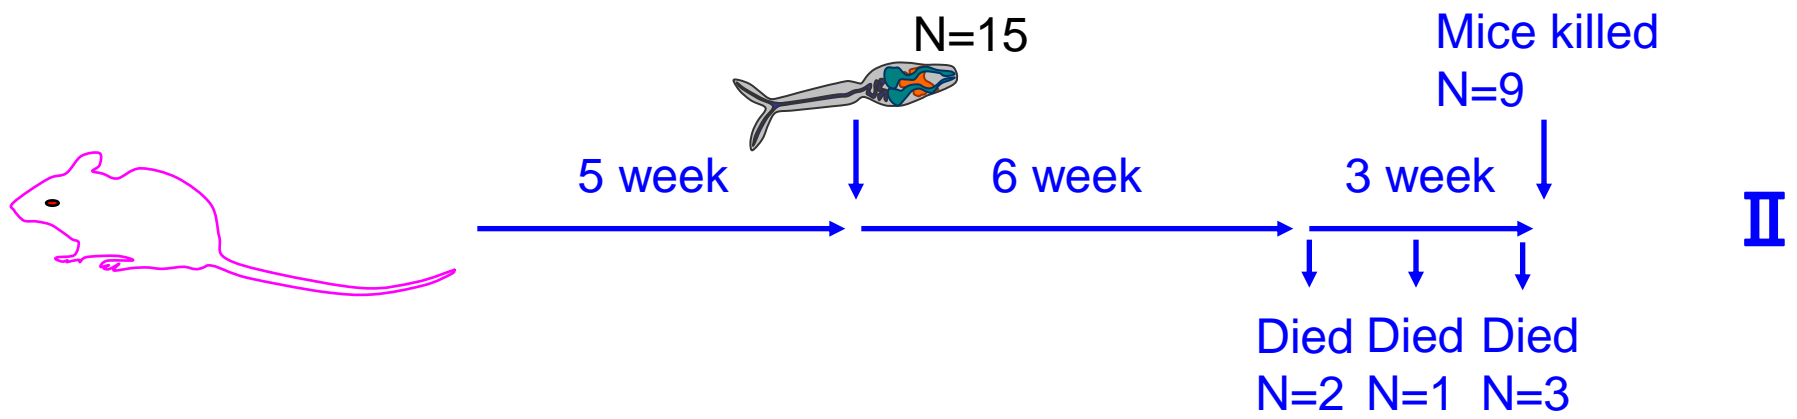 N=15
Mice killed
N=9
5 week
6 week
3 week
II
Died Died Died
N=2 N=1 N=3